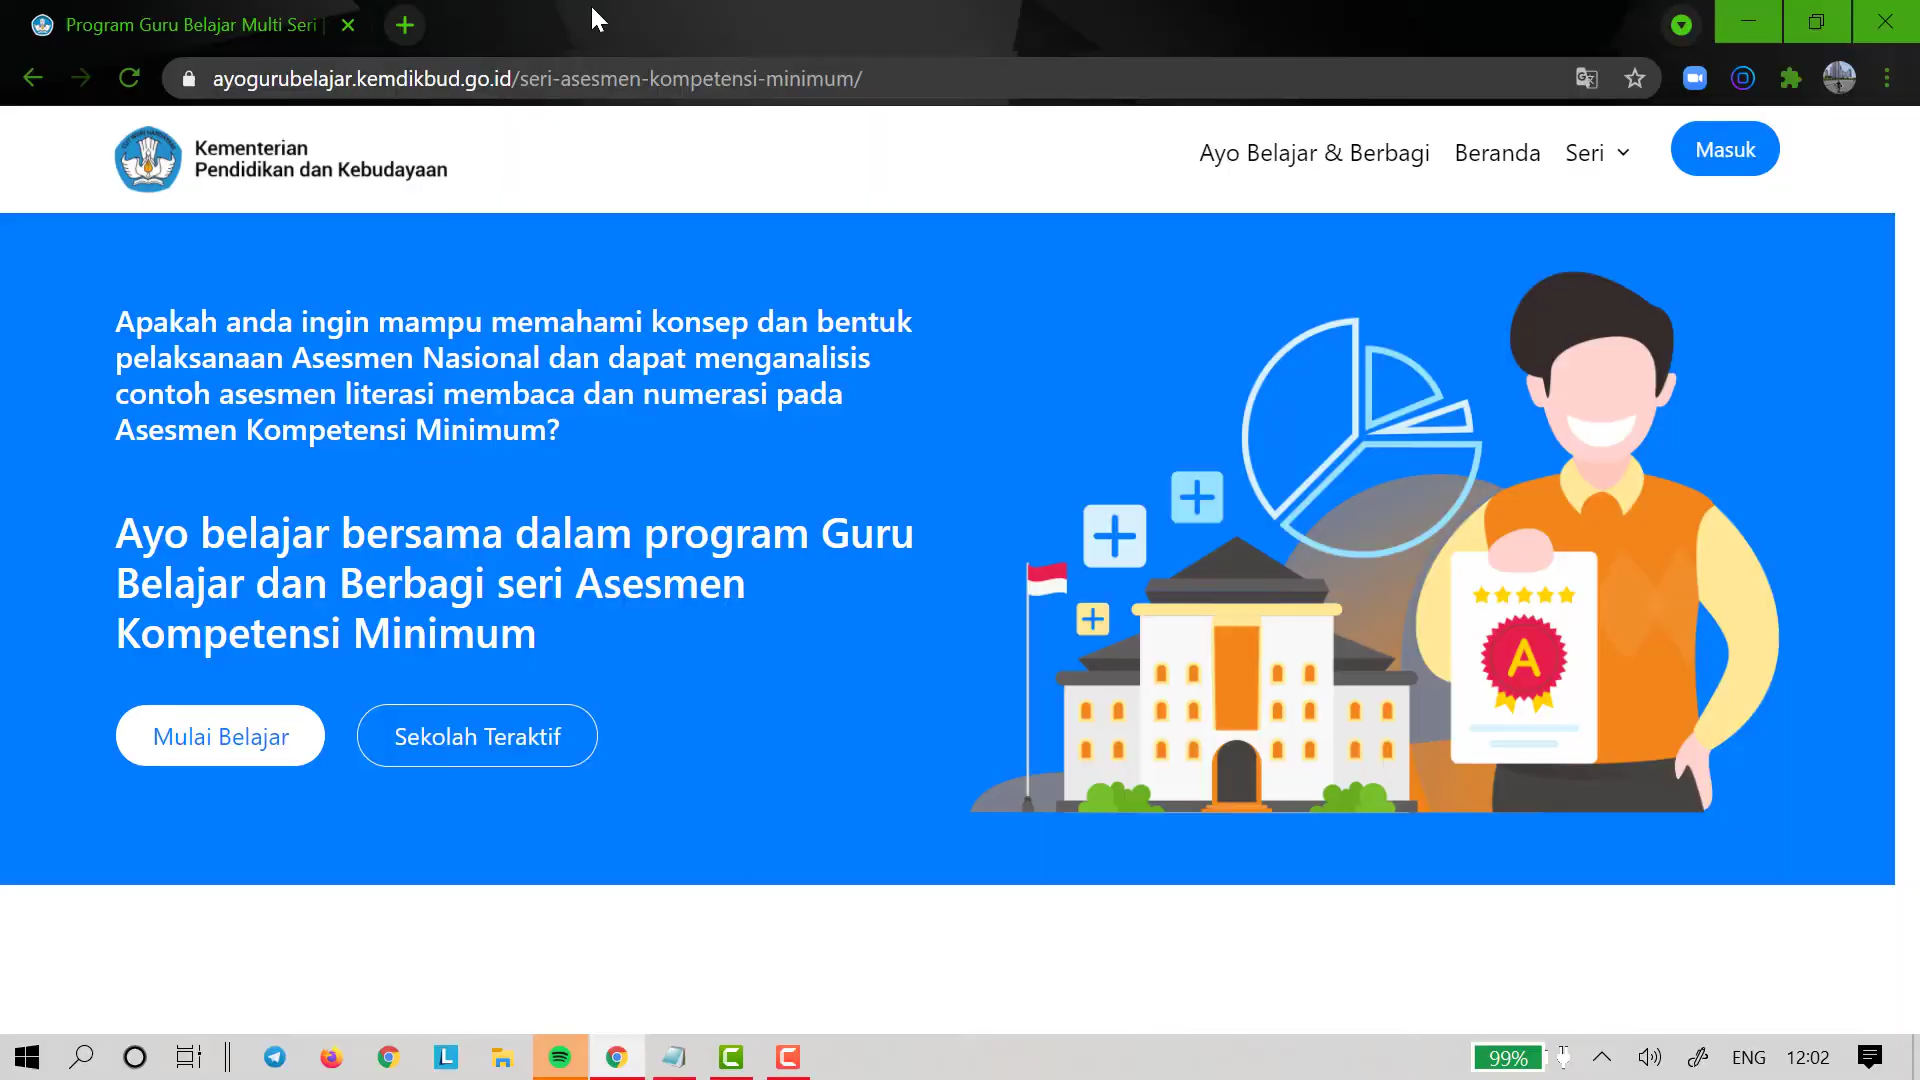 Program Guru Belajar Multi Seri |
ayogurubelajar.kemdikbud.go.id/seri-asesmen-kompetensi-minimum/
Kementerian
Pendidikan dan Kebudayaan
Ayo Belajar & Berbagi
Beranda
Seri
Masuk
Apakah anda ingin mampu memahami konsep dan bentuk
pelaksanaan Asesmen Nasional dan dapat menganalisis
contoh asesmen literasi membaca dan numerasi pada
Asesmen Kompetensi Minimum?
Ayo belajar bersama dalam program Guru
Belajar dan Berbagi seri Asesmen
Kompetensi Minimum
Mulai Belajar
Sekolah Teraktif
A
L
99%
ENG
12:02